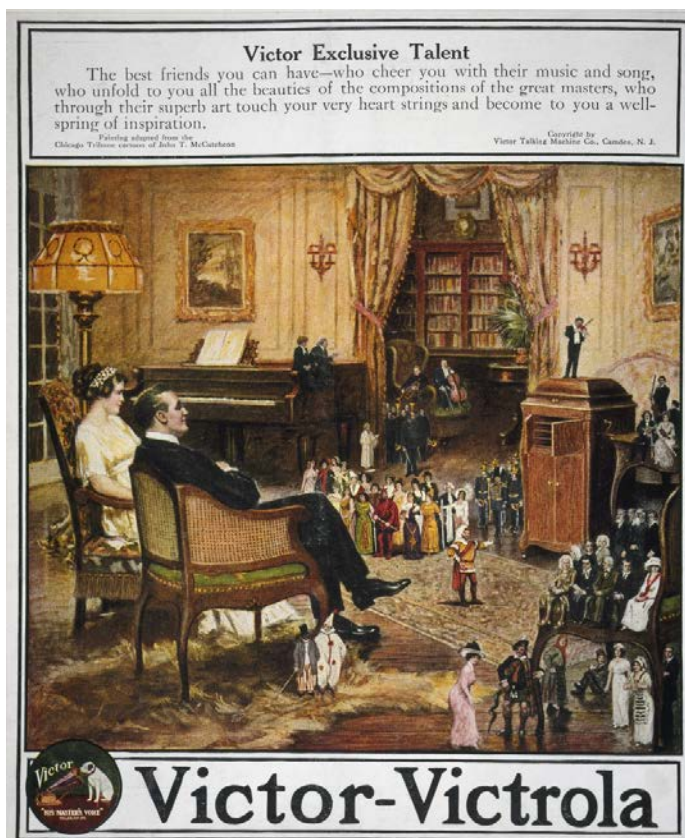 Victor Exclusive Talent
The best friends you can have—who cheer you with their music and song,
who unfold to you all the beauties of the compositions of the great masters, who
through their superb art touch your very heart strings and become to you a well-
spring of inspiration.
Painting adapted from the
Chicago Tribune cartoon of John T. McCutcheon
Copyright by
Victor Talking Machine Co., Camden, N. J.
Victor
"HIS MASTER'S VOICE"
Victor-Victrola